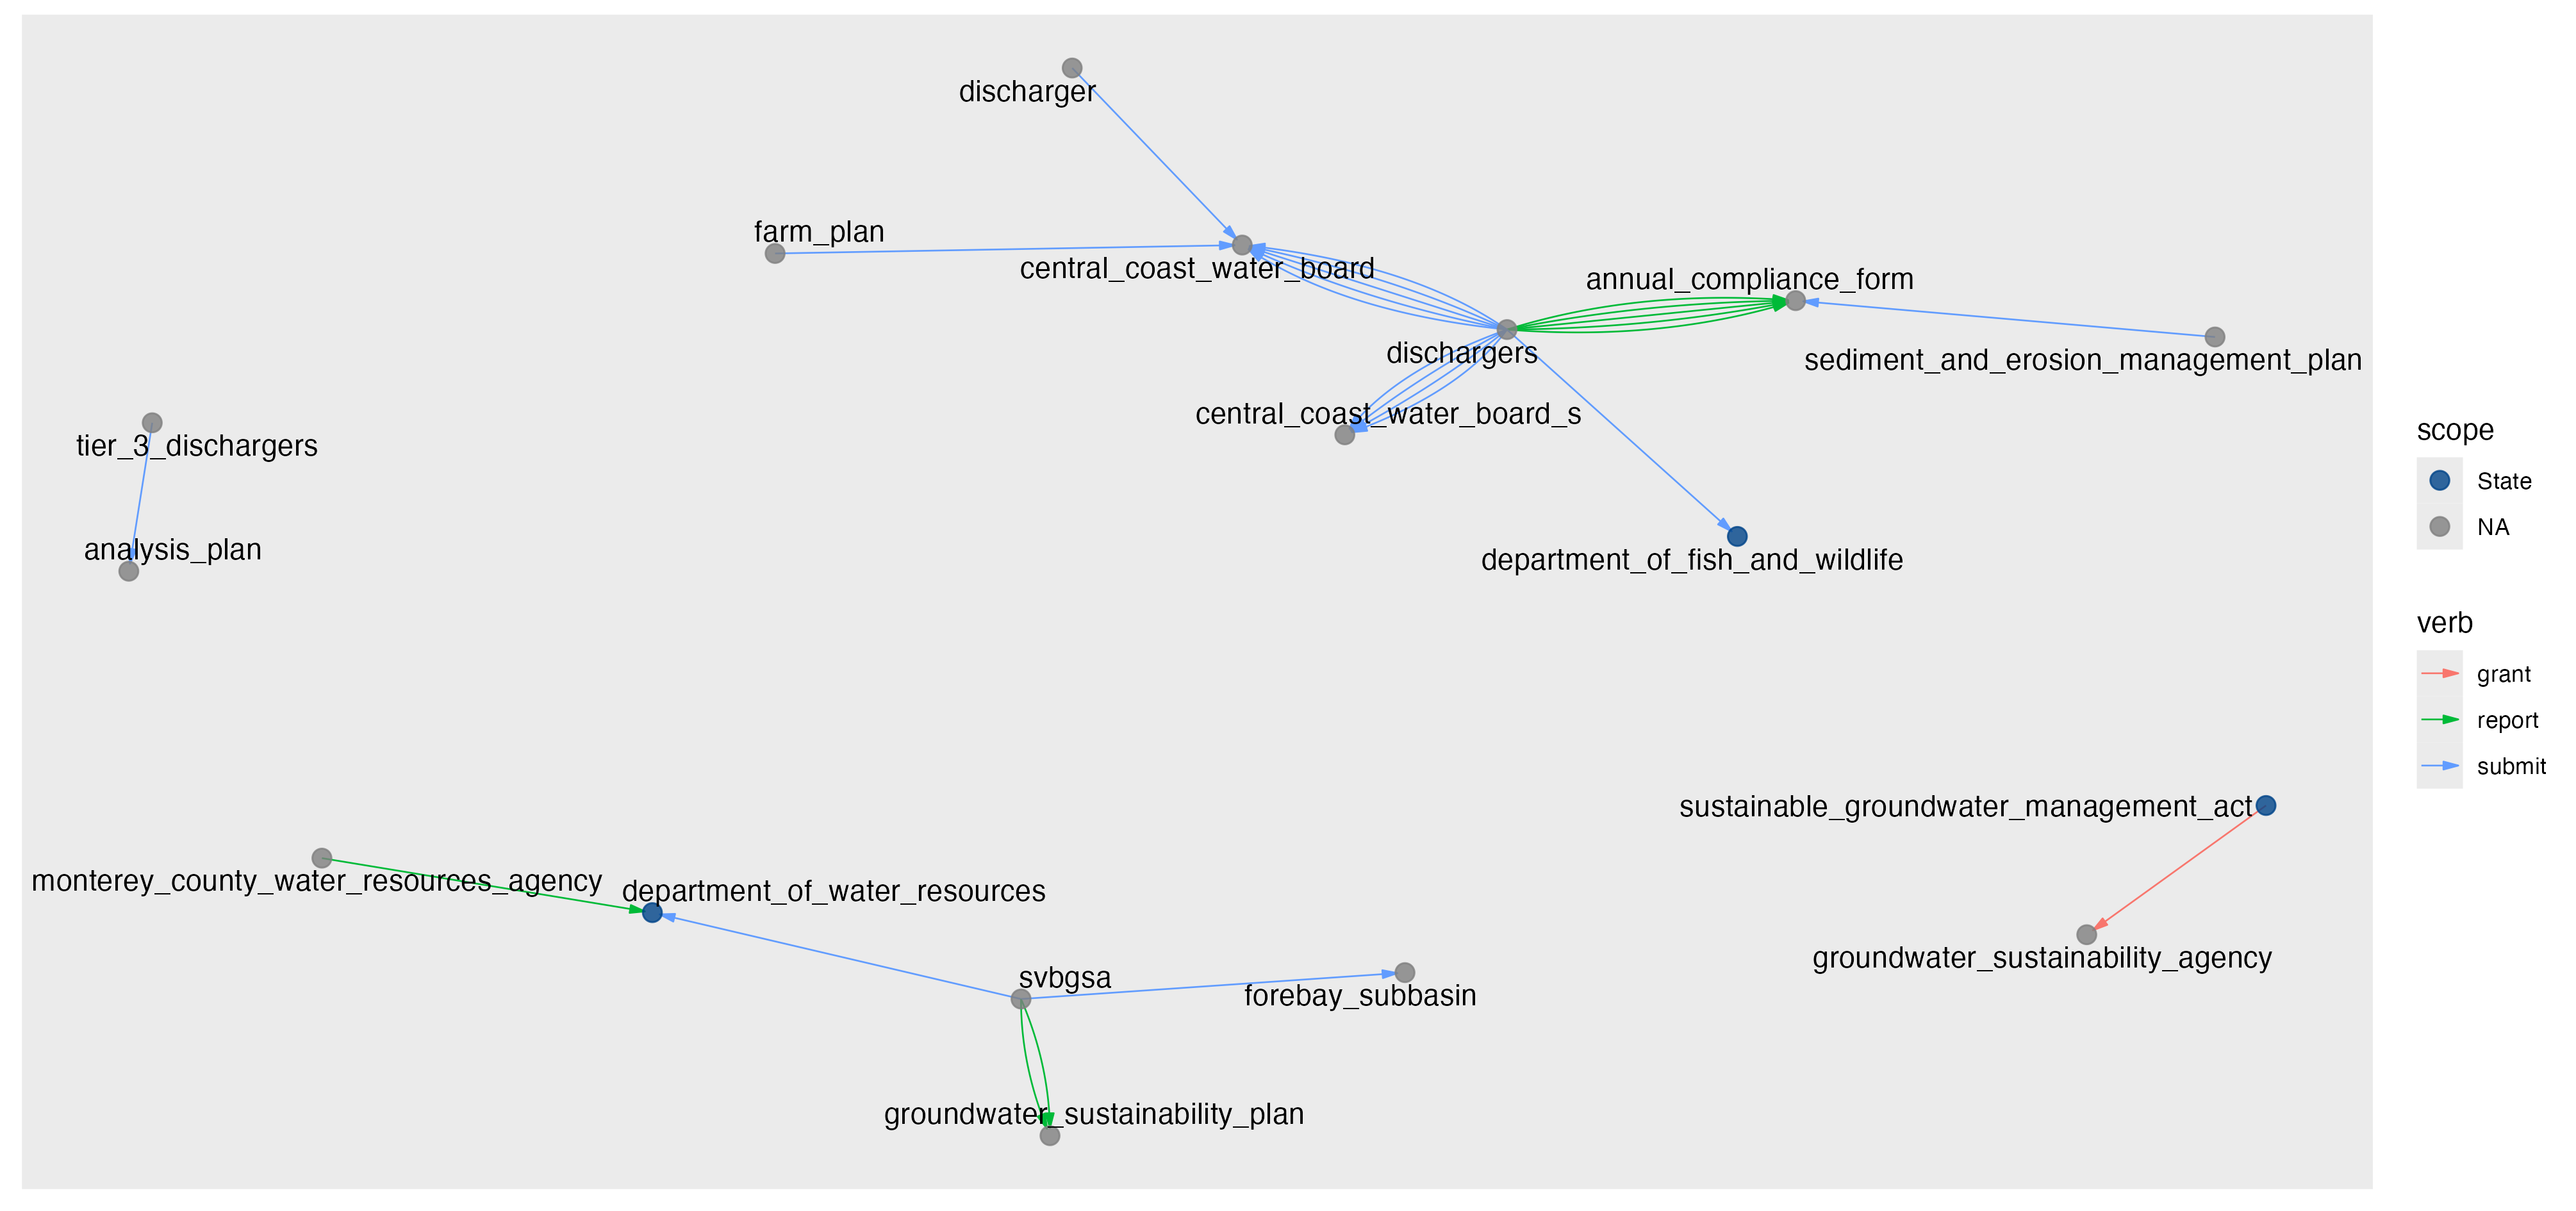 discharger
farm_plan
central_coast_water_board
annual_compliance_form
dischargers
sediment_and_erosion_management_plan
central_coast_water_board_s
tier_3_dischargers
analysis_plan
department_of_fish_and_wildlife
sustainable_groundwater_management_act
monterey_county_water_resources_agency
department_of_water_resources
groundwater_sustainability_agency
svbgsa
forebay_subbasin
groundwater_sustainability_plan
scope
State
NA
verb
grant
report
submit